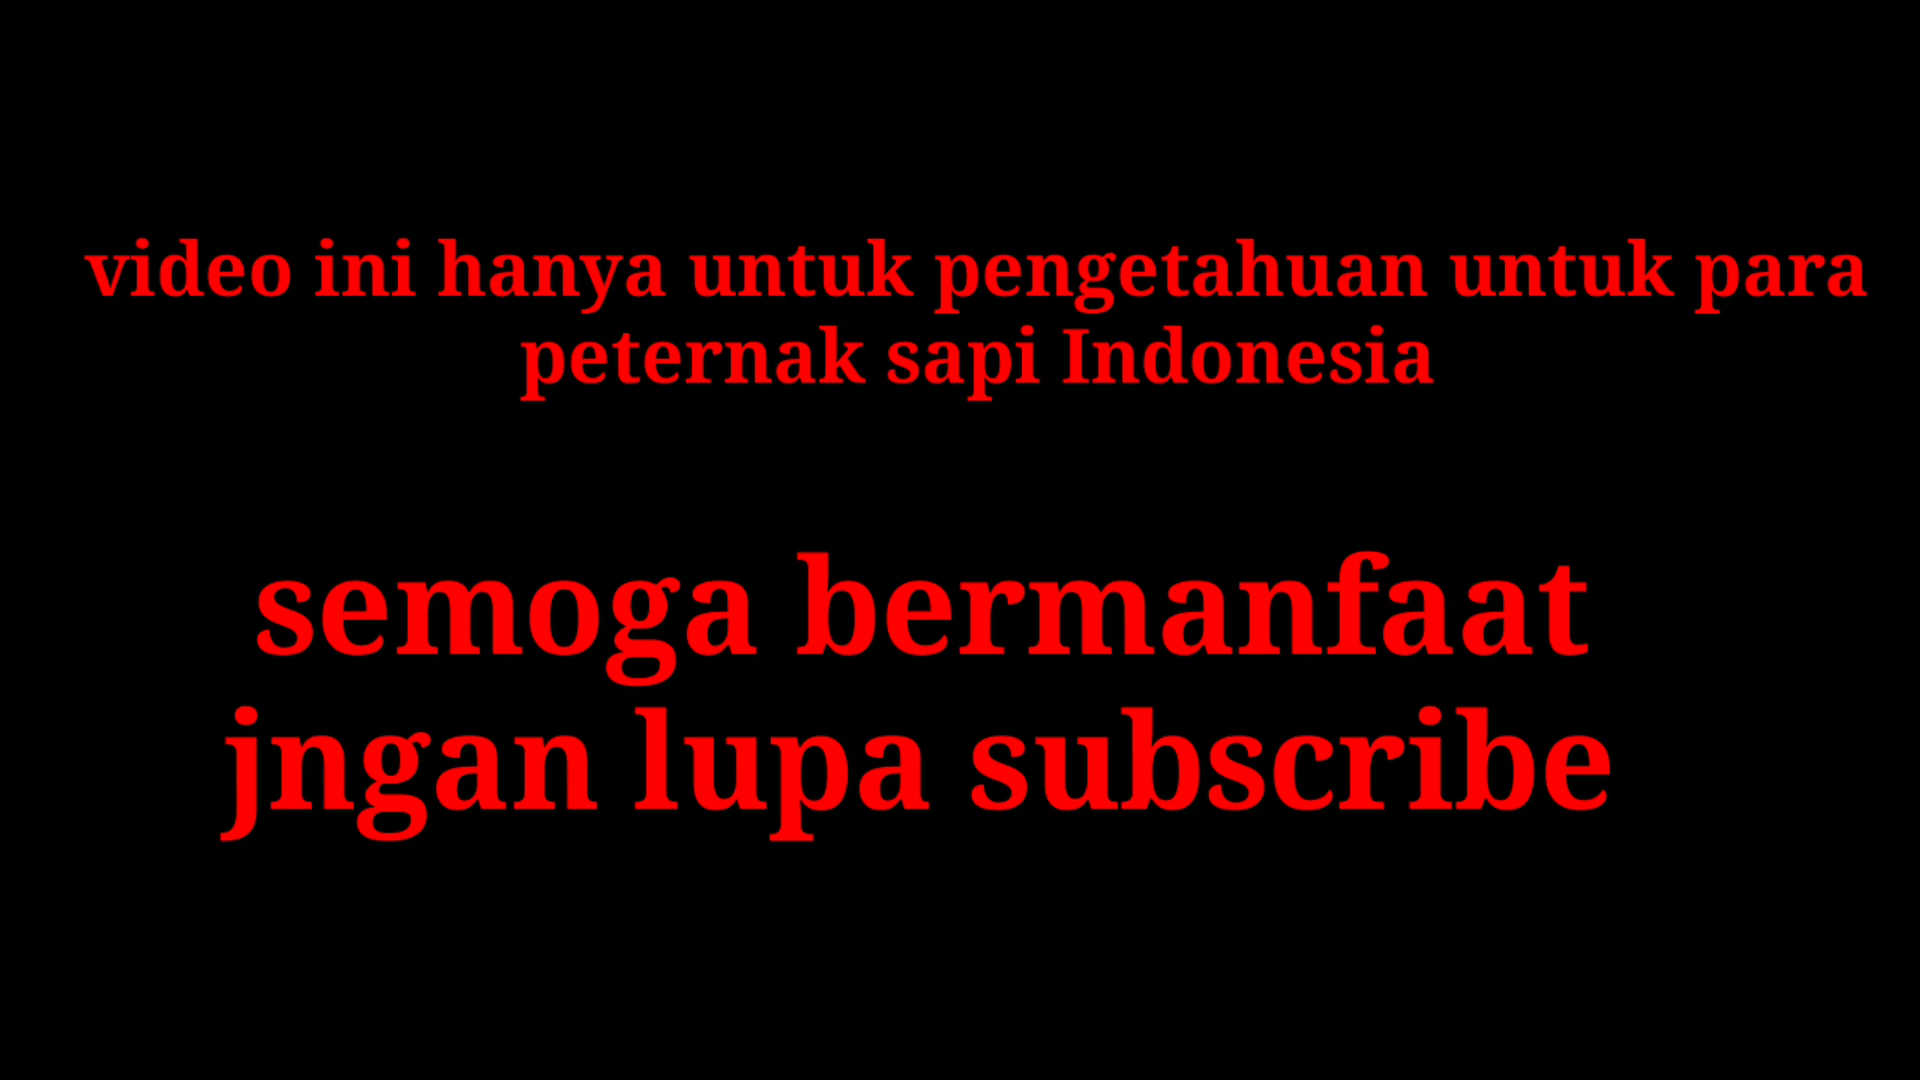 video ini hanya untuk pengetahuan untuk para
peternak sapi Indonesia
semoga bermanfaat
jngan lupa subscribe